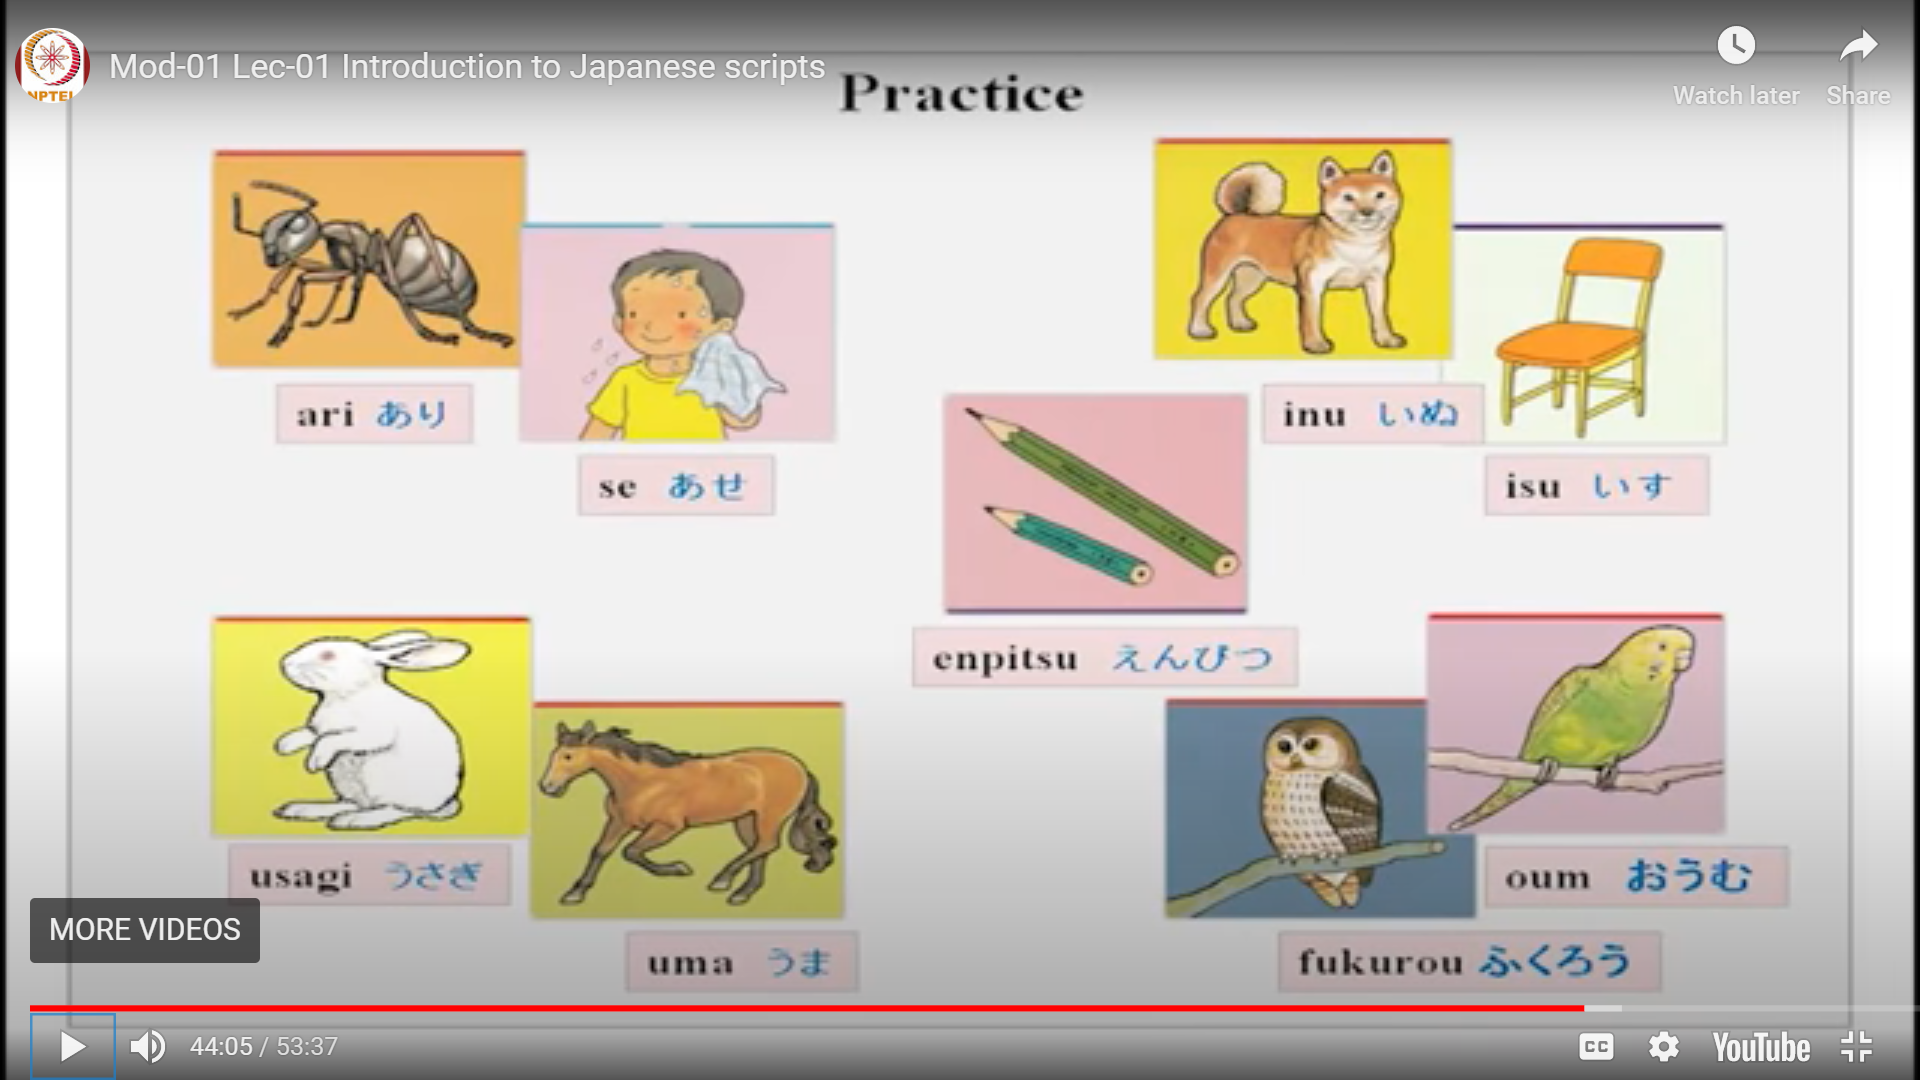 Mod-01 Lec-01 Introduction to Japanese scripts
NPTEL
Watch later
Share
Practice
ari あり
se あせ
inu いぬ
isu いす
enpitsu えんぴつ
usagi うさぎ
uma うま
oum おうむ
fukurou ふくろう
MORE VIDEOS
44:05 / 53:37
CC
YouTube